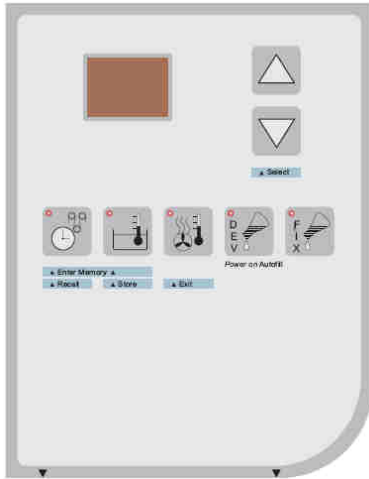 ▲ Select
D E V
F I X
Power on Autofill
▲ Enter Memory ▲
▲ Recall ▲ Store ▲ Exit